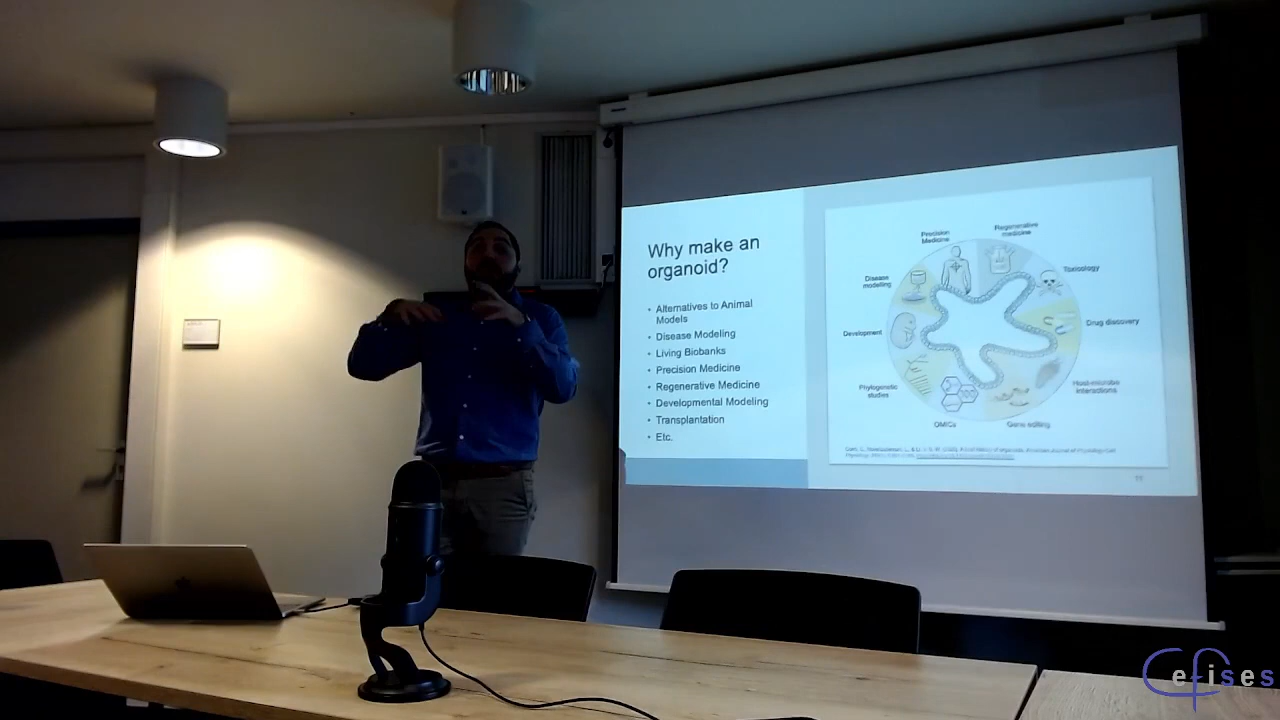 Why make an
organoid?
• Alternatives to Animal
Models
• Disease Modeling
• Living Biobanks
• Precision Medicine
• Regenerative Medicine
• Developmental Modeling
• Transplantation
• Etc.
Precision
Medicine
Regenerative
medicine
Disease
modelling
Toxicology
Development
Drug discovery
Phylogenetic
studies
Host-microbe
interactions
OMICs
Gene editing
11
Cefises